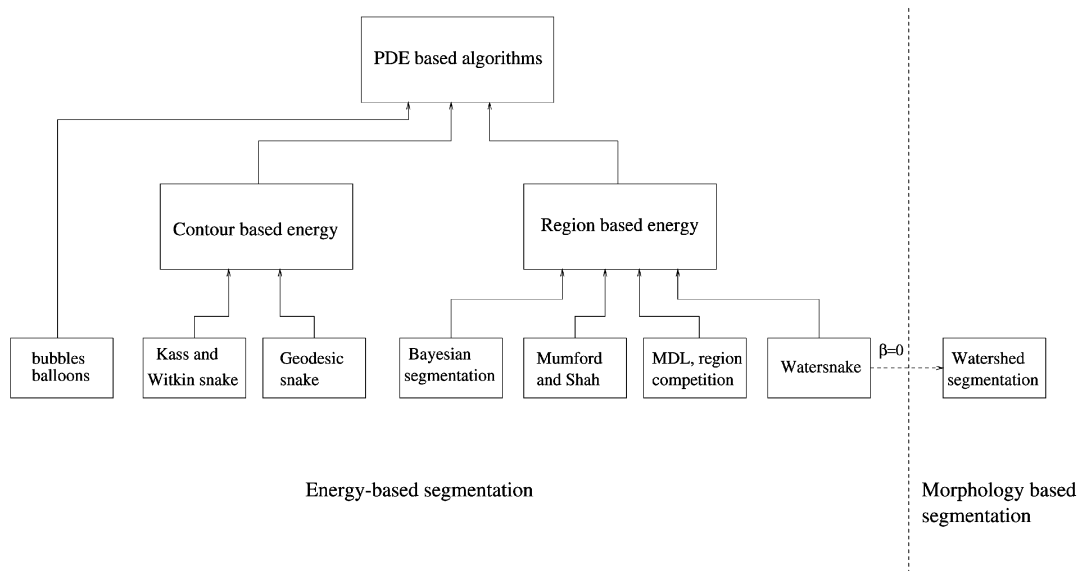 PDE based algorithms
Contour based energy
Region based energy
bubbles
balloons
Kass and
Witkin snake
Geodesic
snake
Bayesian
segmentation
Mumford
and Shah
MDL, region
competition
Watersnake
β=0
Watershed
segmentation
Energy-based segmentation
Morphology based
segmentation